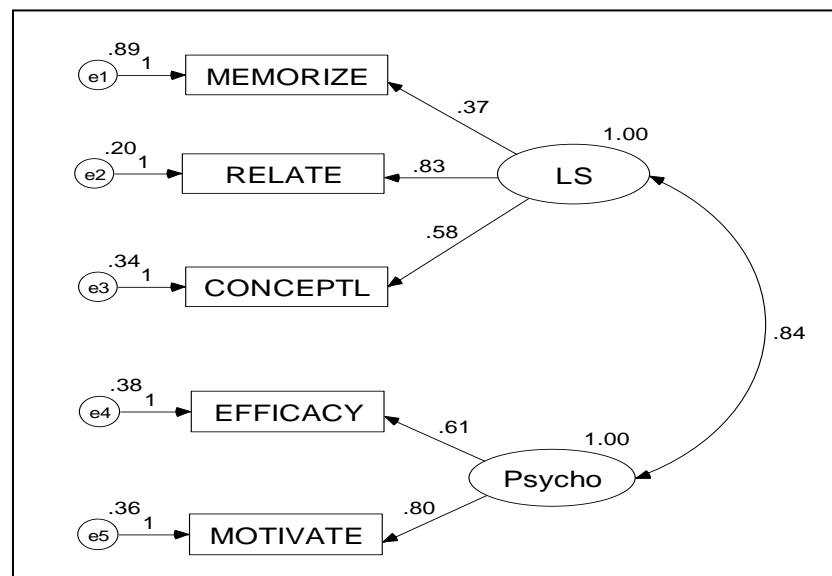 .89
1
e1
MEMORIZE
.37
1.00
.20
1
e2
RELATE
.83
LS
.58
.34
1
e3
CONCEPTL
.84
.38
1
e4
EFFICACY
.61
1.00
Psycho
.36
1
e5
MOTIVATE
.80